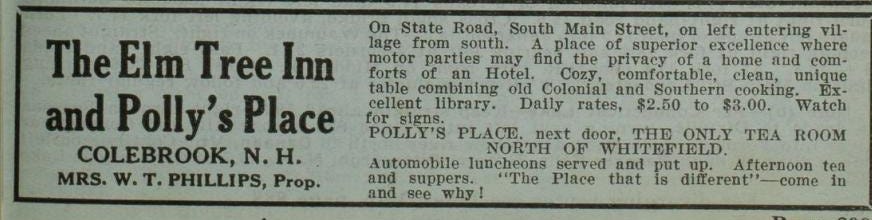 The Elm Tree Inn
and Polly's Place
COLEBROOK, N. H.
MRS. W. T. PHILLIPS, Prop.
On State Road, South Main Street, on left entering vil-
lage from south. A place of superior excellence where
motor parties may find the privacy of a home and com-
forts of an Hotel. Cozy, comfortable, clean, unique
table combining old Colonial and Southern cooking. Ex-
cellent library. Daily rates, $2.50 to $3.00. Watch
for signs.
POLLY'S PLACE, next door, THE ONLY TEA ROOM
NORTH OF WHITEFIELD.
Automobile luncheons served and put up. Afternoon tea
and suppers. "The Place that is different"—come in
and see why!